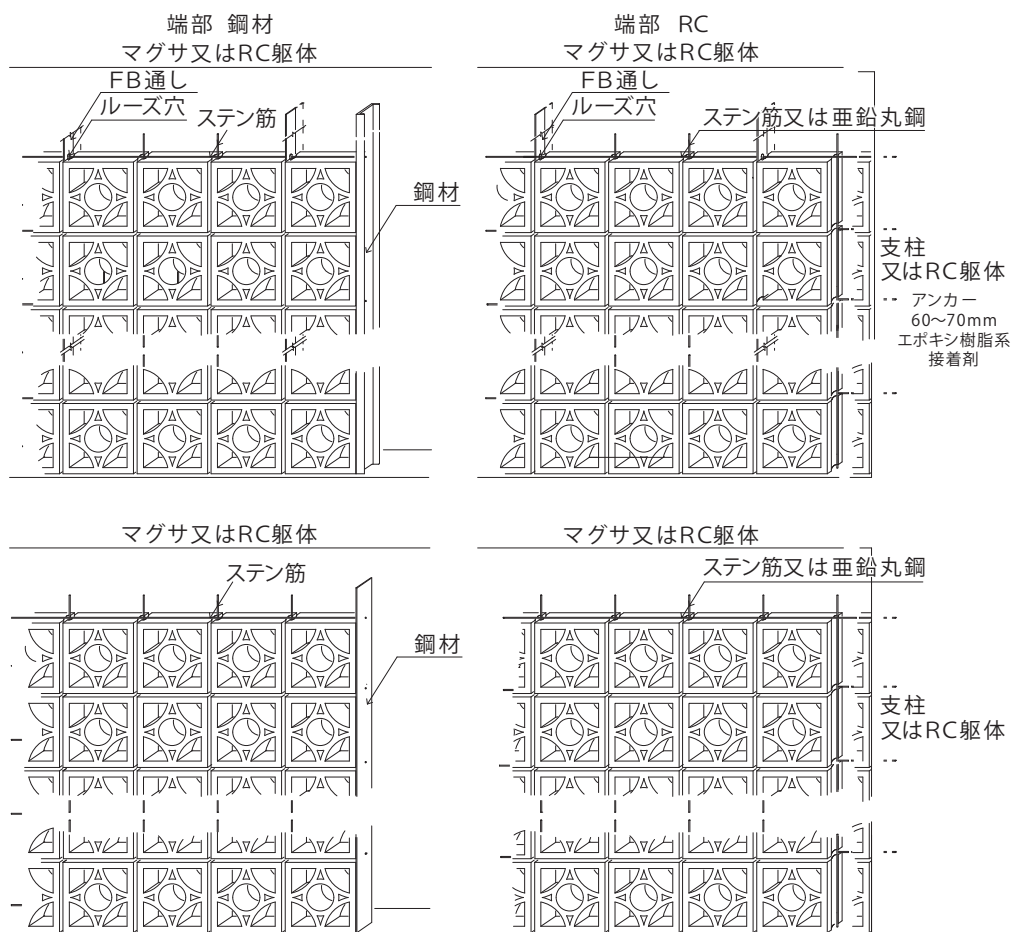 端部 鋼材
マグサ又はRC躯体
FB通し
ルーズ穴
ステン筋
鋼材
端部 RC
マグサ又はRC躯体
FB通し
ルーズ穴
ステン筋又は亜鉛丸鋼
支柱
又はRC躯体
アンカー
60〜70mm
エポキシ樹脂系
接着剤
マグサ又はRC躯体
ステン筋
鋼材
マグサ又はRC躯体
ステン筋又は亜鉛丸鋼
支柱
又はRC躯体